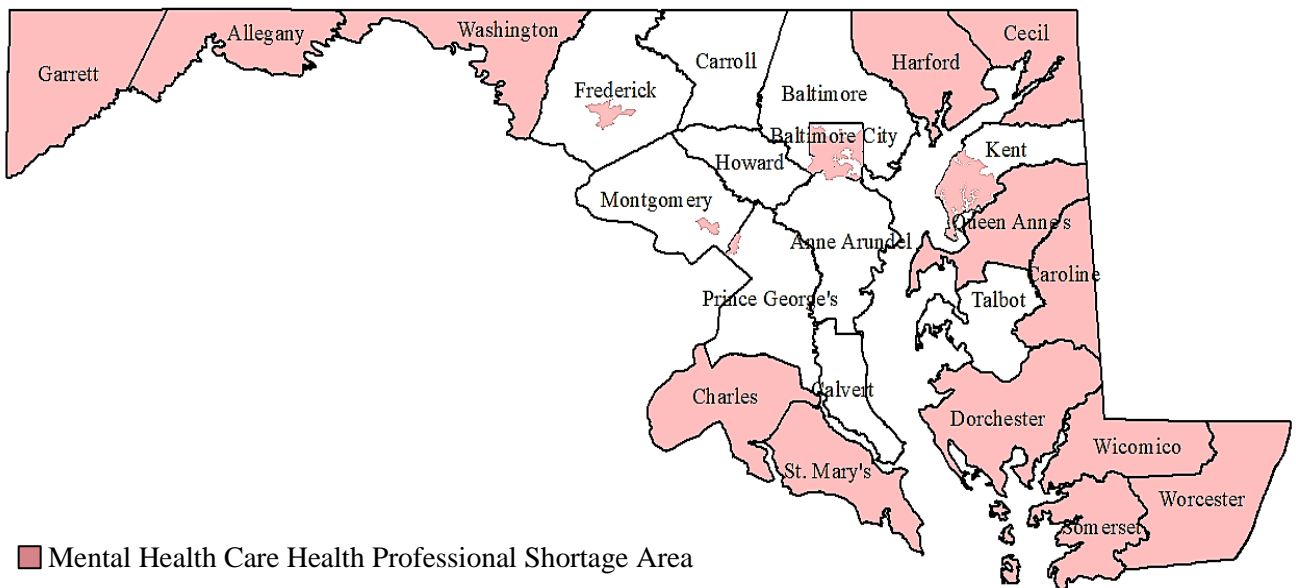 Garrett
Allegany
Washington
Frederick
Carroll
Baltimore
Harford
Cecil
Baltimore City
Kent
Howard
Montgomery
Queen Anne's
Anne Arundel
Caroline
Prince George's
Talbot
Charles
Calvert
Dorchester
St. Mary's
Wicomico
Worcester
Somerset
Mental Health Care Health Professional Shortage Area